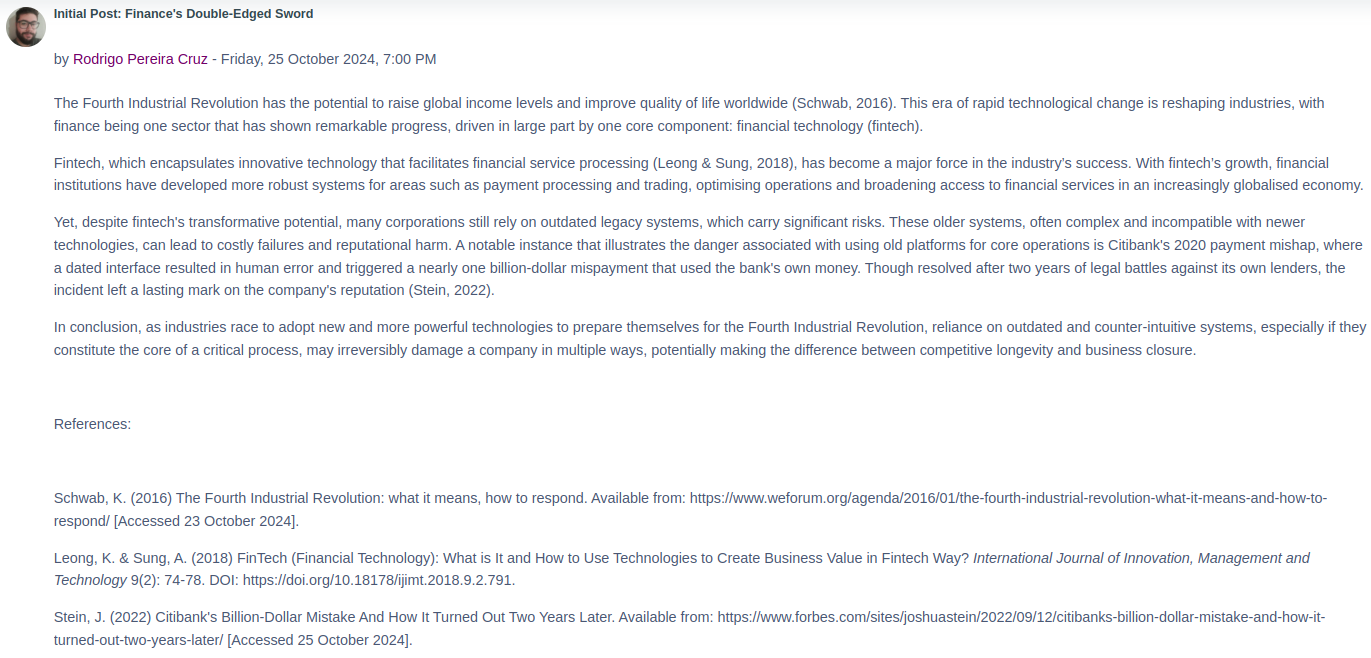 Initial Post: Finance's Double-Edged Sword
by Rodrigo Pereira Cruz - Friday, 25 October 2024, 7:00 PM
The Fourth Industrial Revolution has the potential to raise global income levels and improve quality of life worldwide (Schwab, 2016). This era of rapid technological change is reshaping industries, with
finance being one sector that has shown remarkable progress, driven in large part by one core component: financial technology (fintech).
Fintech, which encapsulates innovative technology that facilitates financial service processing (Leong & Sung, 2018), has become a major force in the industry’s success. With fintech’s growth, financial
institutions have developed more robust systems for areas such as payment processing and trading, optimising operations and broadening access to financial services in an increasingly globalised economy.
Yet, despite fintech's transformative potential, many corporations still rely on outdated legacy systems, which carry significant risks. These older systems, often complex and incompatible with newer
technologies, can lead to costly failures and reputational harm. A notable instance that illustrates the danger associated with using old platforms for core operations is Citibank's 2020 payment mishap, where
a dated interface resulted in human error and triggered a nearly one billion-dollar mispayment that used the bank's own money. Though resolved after two years of legal battles against its own lenders, the
incident left a lasting mark on the company's reputation (Stein, 2022).
In conclusion, as industries race to adopt new and more powerful technologies to prepare themselves for the Fourth Industrial Revolution, reliance on outdated and counter-intuitive systems, especially if they
constitute the core of a critical process, may irreversibly damage a company in multiple ways, potentially making the difference between competitive longevity and business closure.
References:
Schwab, K. (2016) The Fourth Industrial Revolution: what it means, how to respond. Available from: https://www.weforum.org/agenda/2016/01/the-fourth-industrial-revolution-what-it-means-and-how-to-
respond/ [Accessed 23 October 2024].
Leong, K. & Sung, A. (2018) FinTech (Financial Technology): What is It and How to Use Technologies to Create Business Value in Fintech Way? International Journal of Innovation, Management and
Technology 9(2): 74-78. DOI: https://doi.org/10.18178/ijimt.2018.9.2.791.
Stein, J. (2022) Citibank's Billion-Dollar Mistake And How It Turned Out Two Years Later. Available from: https://www.forbes.com/sites/joshuastein/2022/09/12/citibanks-billion-dollar-mistake-and-how-it-
turned-out-two-years-later/ [Accessed 25 October 2024].